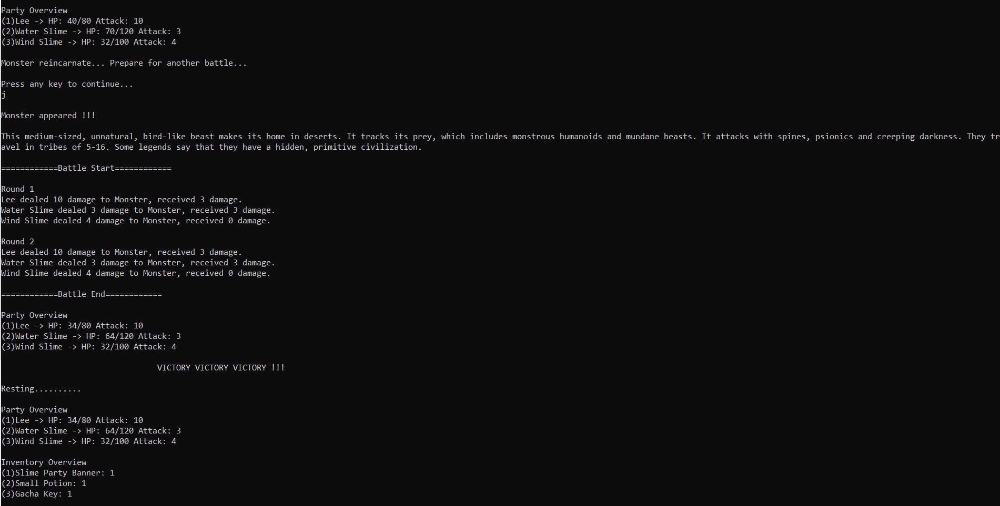 Party Overview
(1)Lee -> HP: 40/80 Attack: 10
(2)Water Slime -> HP: 70/120 Attack: 3
(3)Wind Slime -> HP: 32/100 Attack: 4
Monster reincarnate... Prepare for another battle...
Press any key to continue...
j
Monster appeared !!!
This medium-sized, unnatural, bird-like beast makes its home in deserts. It tracks its prey, which includes monstrous humanoids and mundane beasts. It attacks with spines, psionics and creeping darkness. They tr
avel in tribes of 5-16. Some legends say that they have a hidden, primitive civilization.
============Battle Start============
Round 1
Lee dealed 10 damage to Monster, received 3 damage.
Water Slime dealed 3 damage to Monster, received 3 damage.
Wind Slime dealed 4 damage to Monster, received 0 damage.
Round 2
Lee dealed 10 damage to Monster, received 3 damage.
Water Slime dealed 3 damage to Monster, received 3 damage.
Wind Slime dealed 4 damage to Monster, received 0 damage.
============Battle End============
Party Overview
(1)Lee -> HP: 34/80 Attack: 10
(2)Water Slime -> HP: 64/120 Attack: 3
(3)Wind Slime -> HP: 32/100 Attack: 4
VICTORY VICTORY VICTORY !!!
Resting..........
Party Overview
(1)Lee -> HP: 34/80 Attack: 10
(2)Water Slime -> HP: 64/120 Attack: 3
(3)Wind Slime -> HP: 32/100 Attack: 4
Inventory Overview
(1)Slime Party Banner: 1
(2)Small Potion: 1
(3)Gacha Key: 1